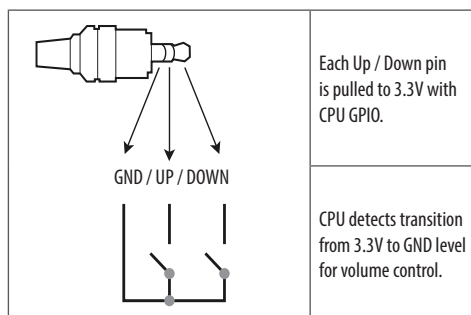 Each Up / Down pin
is pulled to 3.3V with
CPU GPIO.
GND / UP / DOWN
CPU detects transition
from 3.3V to GND level
for volume control.